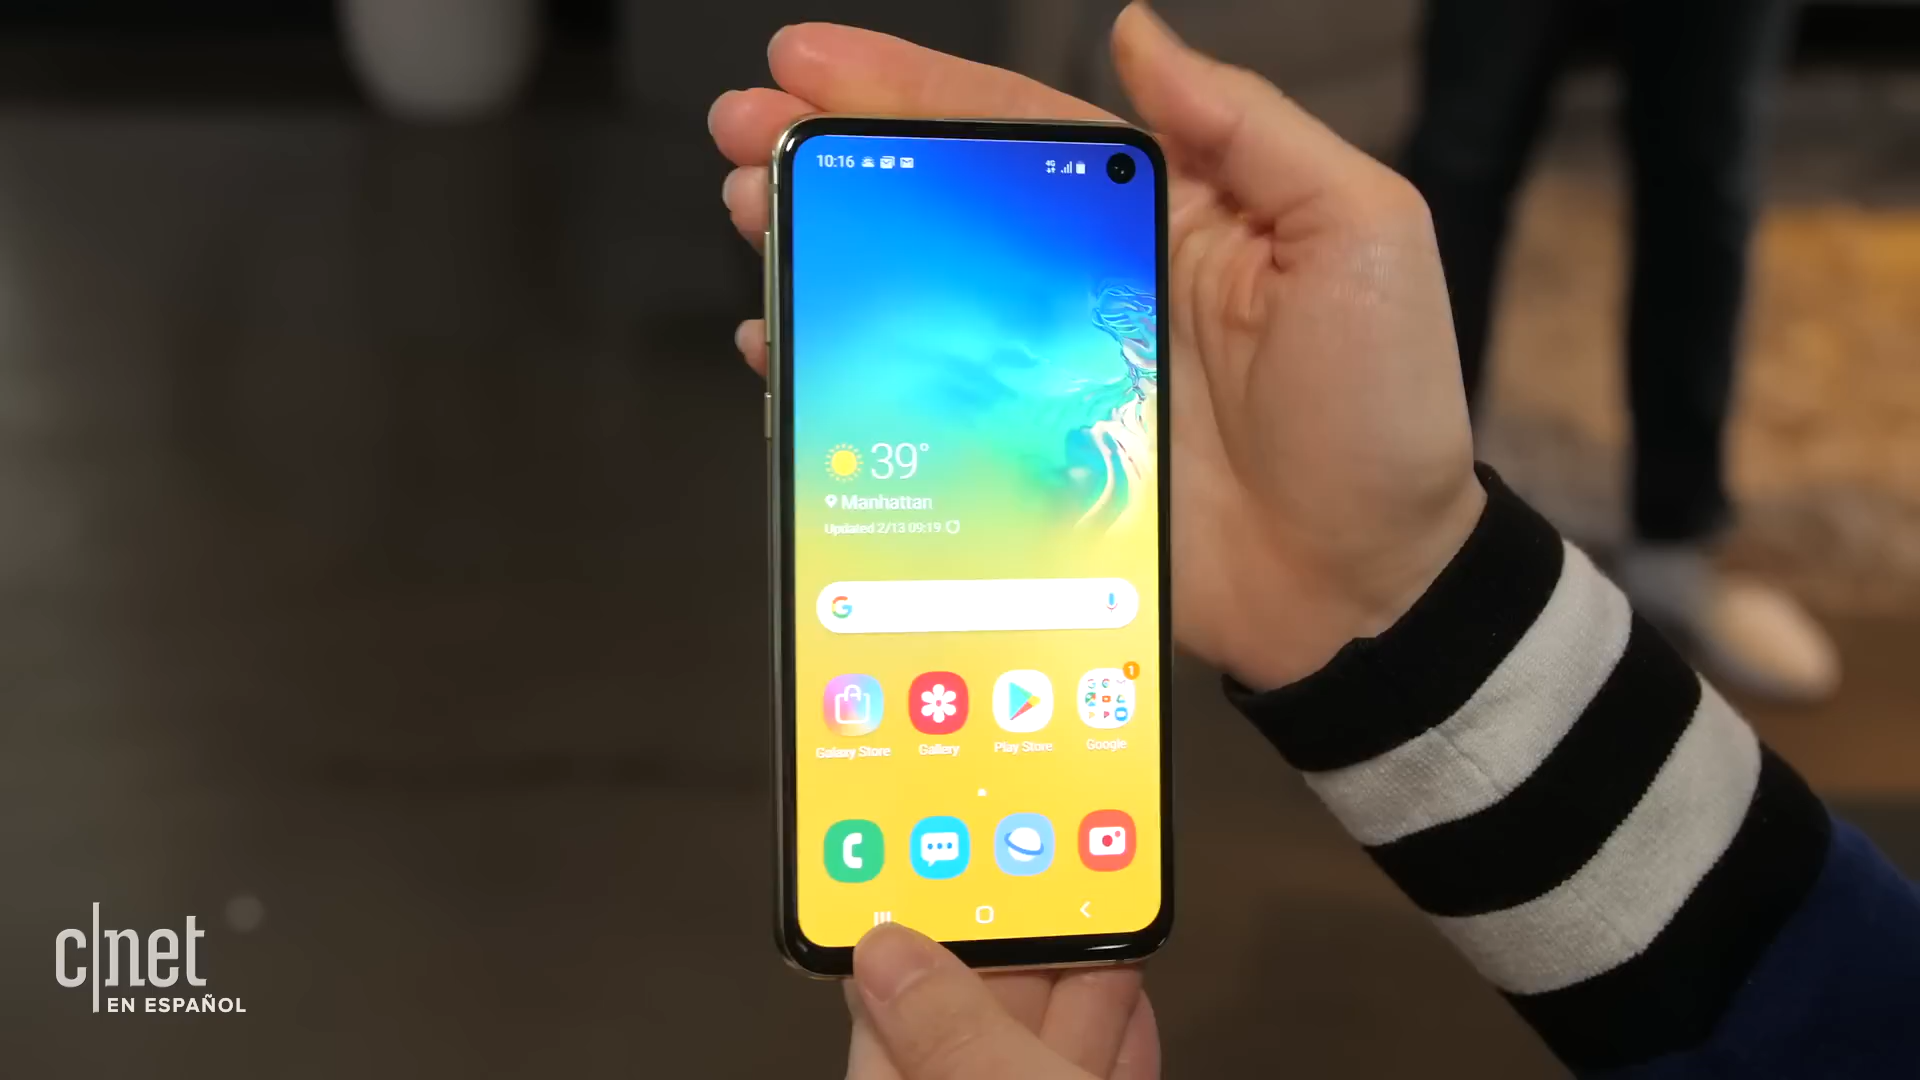 10:16
4G
39°
Manhattan
Updated 2/13 09:19
G
1
Galaxy Store
Gallery
Play Store
Google
c|net
EN ESPAÑOL